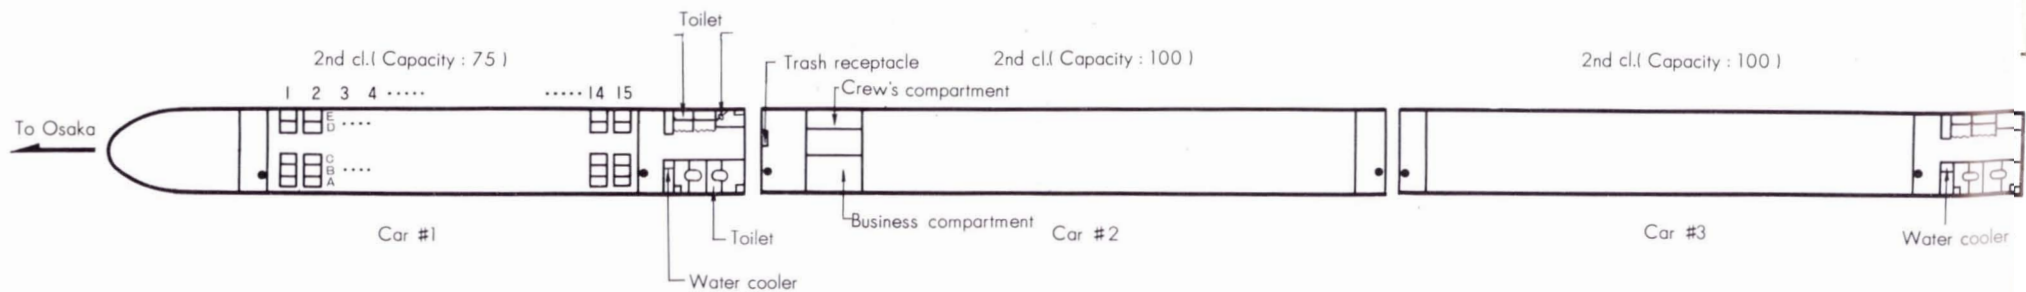 Toilet
2nd cl.( Capacity : 75 )
Trash receptacle
2nd cl.( Capacity : 100 )
2nd cl.( Capacity : 100 )
1 2 3 4 ····· ·····14 15
Crew's compartment
To Osaka
E
D ····
C
B ····
A
Business compartment
Car #1
Toilet
Car #2
Car #3
Water cooler
Water cooler